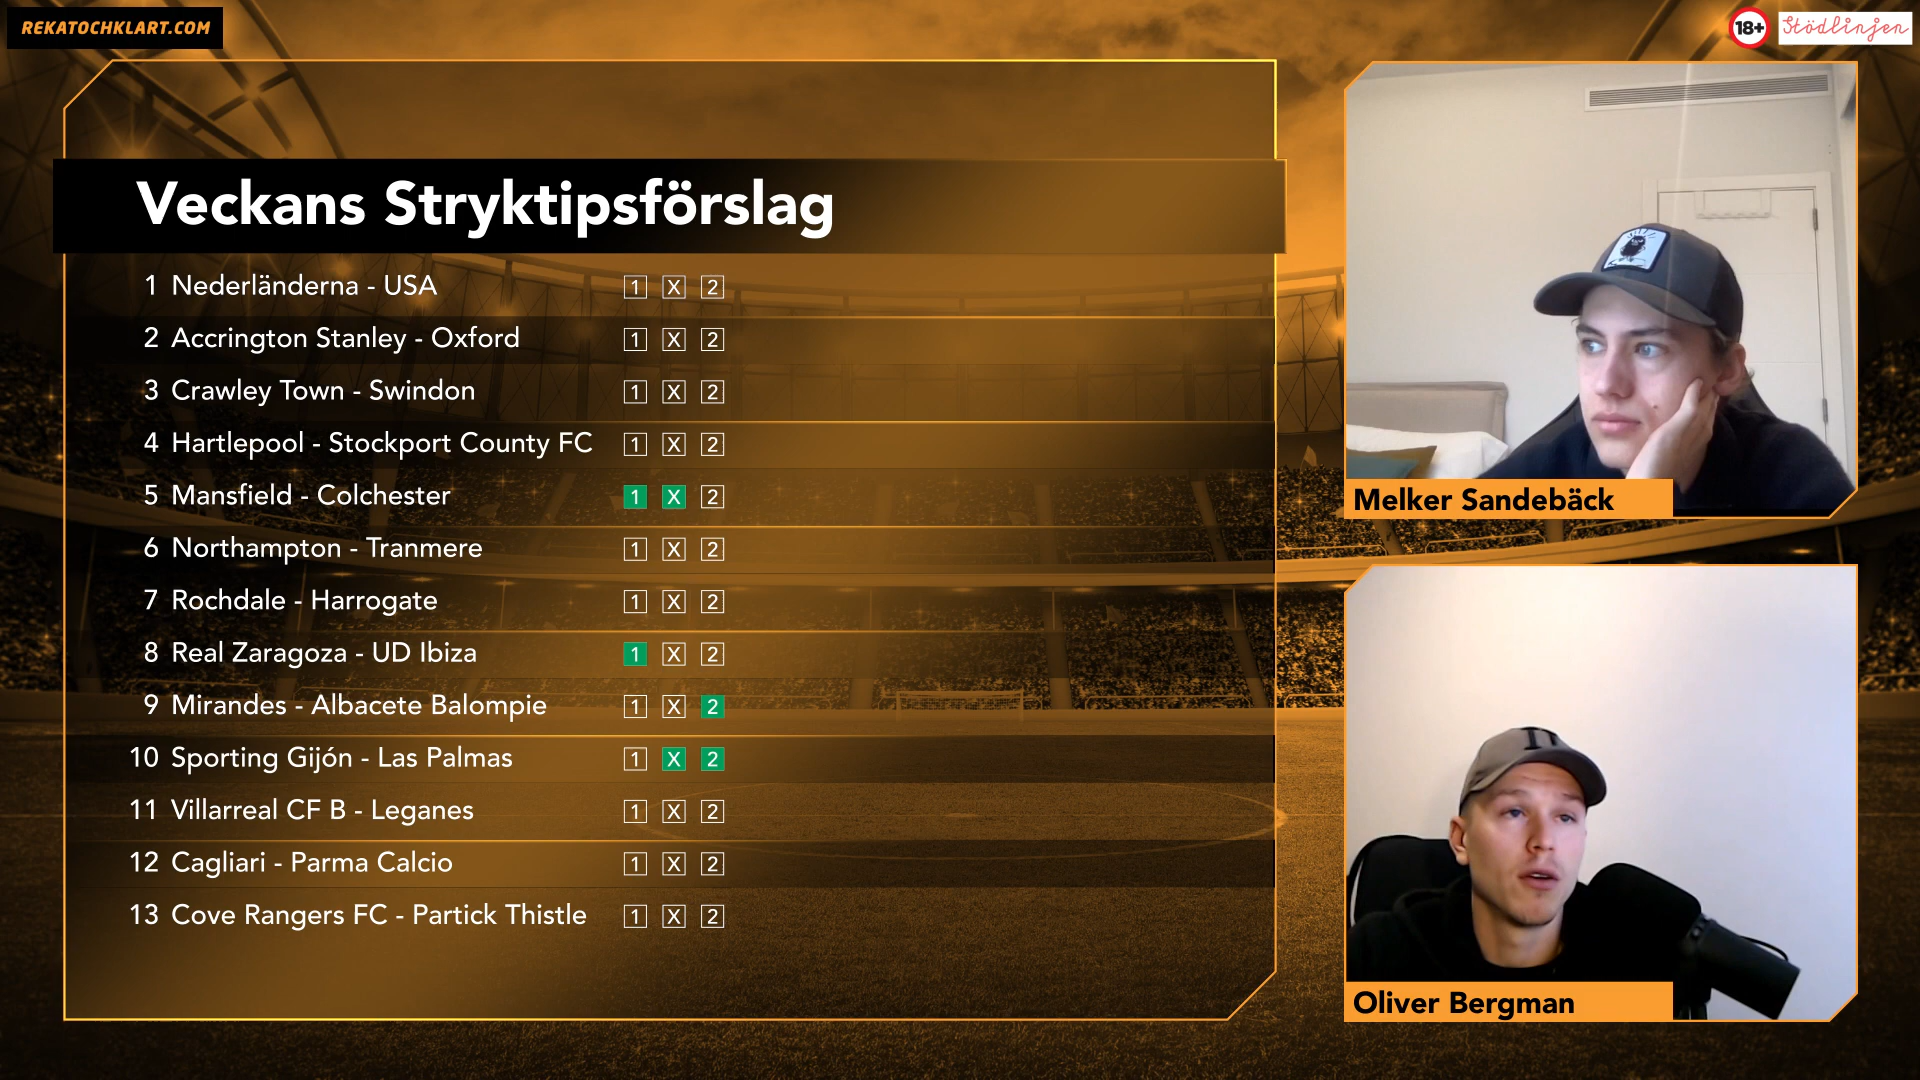 REKATOCHKLART.COM
18+
Stödlinjen
Veckans Stryktipsförslag
1 Nederländerna - USA 1 X 2
2 Accrington Stanley - Oxford 1 X 2
3 Crawley Town - Swindon 1 X 2
4 Hartlepool - Stockport County FC 1 X 2
5 Mansfield - Colchester 1 X 2
6 Northampton - Tranmere 1 X 2
7 Rochdale - Harrogate 1 X 2
8 Real Zaragoza - UD Ibiza 1 X 2
9 Mirandes - Albacete Balompie 1 X 2
10 Sporting Gijón - Las Palmas 1 X 2
11 Villarreal CF B - Leganes 1 X 2
12 Cagliari - Parma Calcio 1 X 2
13 Cove Rangers FC - Partick Thistle 1 X 2
Melker Sandebäck
Oliver Bergman